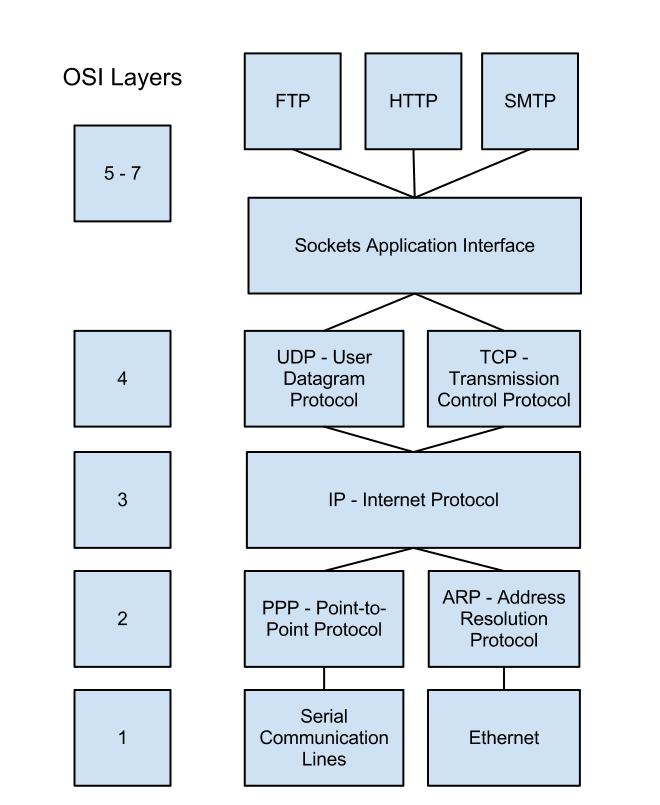 OSI Layers
FTP
HTTP
SMTP
5 - 7
Sockets Application Interface
4
UDP - User
Datagram
Protocol
TCP -
Transmission
Control Protocol
3
IP - Internet Protocol
2
PPP - Point-to-
Point Protocol
ARP - Address
Resolution
Protocol
1
Serial
Communication
Lines
Ethernet